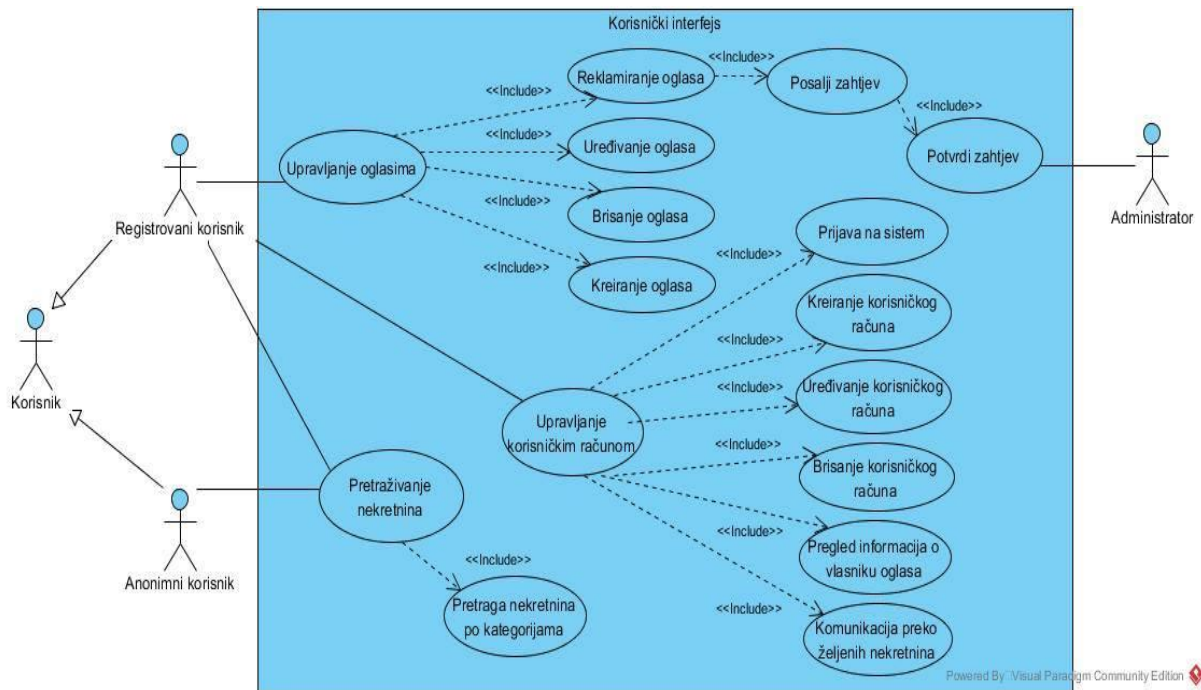 Korisnički interfejs
<<Include>>
Reklamiranje oglasa
Posalji zahtjev
<<Include>>
<<Include>>
Uređivanje oglasa
<<Include>>
Upravljanje oglasima
Potvrdi zahtjev
<<Include>>
Brisanje oglasa
Registrovani korisnik
Administrator
Prijava na sistem
<<Include>>
<<Include>>
Kreiranje oglasa
Kreiranje korisničkog
računa
<<Include>>
Uređivanje korisničkog
računa
<<Include>>
Korisnik
Upravljanje
korisničkim računom
<<Include>>
Brisanje korisničkog
računa
Pretraživanje
nekretnina
<<Include>>
Pregled informacija o
vlasniku oglasa
Anonimni korisnik
<<Include>>
Pretraga nekretnina
po kategorijama
<<Include>>
Komunikacija preko
željenih nekretnina
Powered By Visual Paradigm Community Edition